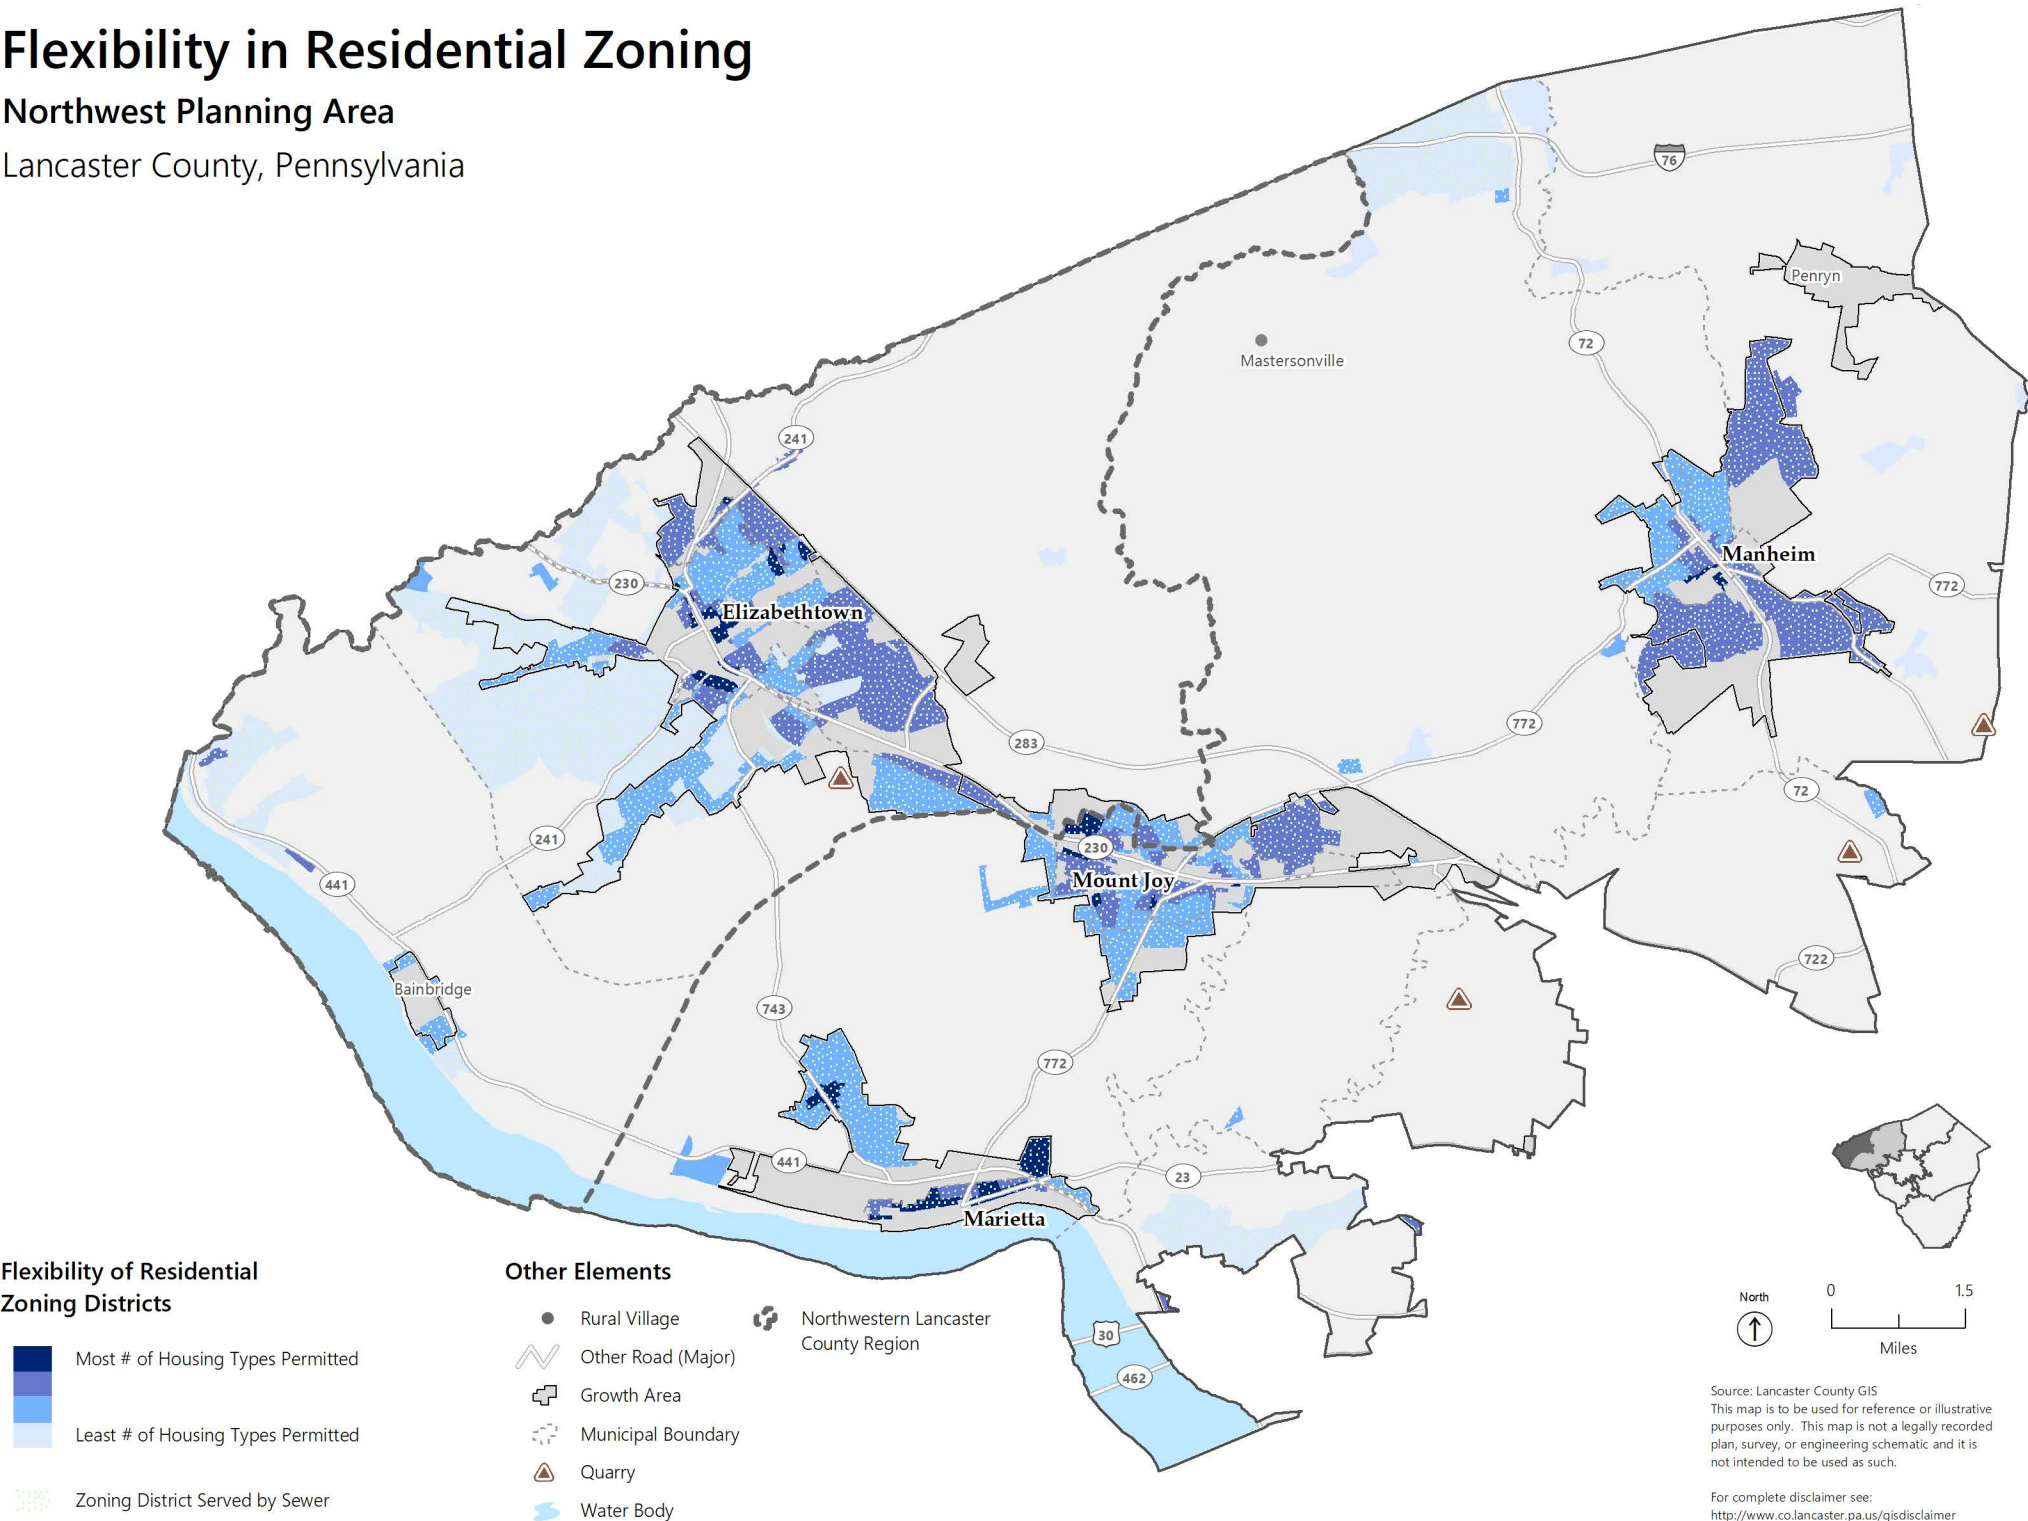 Flexibility in Residential Zoning
Northwest Planning Area
Lancaster County, Pennsylvania
76
Penryn
72
Mastersonville
241
Manheim
230
772
Elizabethtown
772
283
72
241
230
441
Mount Joy
722
Bainbridge
743
772
441
23
Marietta
30
462
Flexibility of Residential
Zoning Districts
Most # of Housing Types Permitted
Least # of Housing Types Permitted
Zoning District Served by Sewer
Other Elements
Rural Village
Other Road (Major)
Growth Area
Municipal Boundary
Quarry
Water Body
Northwestern Lancaster
County Region
North
0 1.5
Miles
Source: Lancaster County GIS
This map is to be used for reference or illustrative
purposes only. This map is not a legally recorded
plan, survey, or engineering schematic and it is
not intended to be used as such.
For complete disclaimer see:
http://www.co.lancaster.pa.us/gisdisclaimer